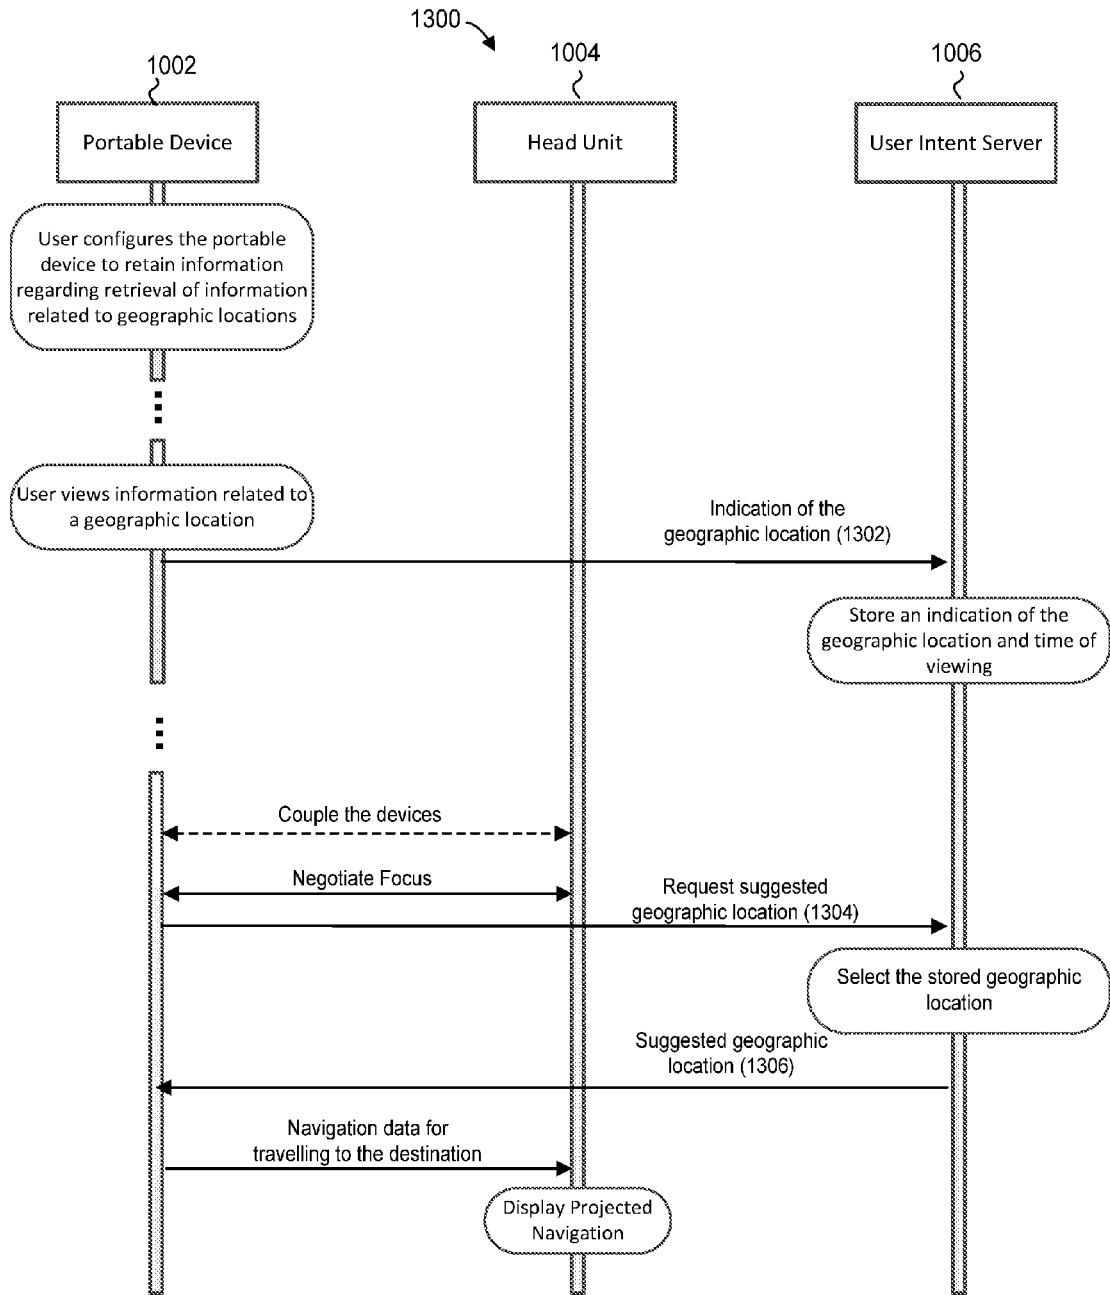 1300
1002
1004
1006
Portable Device
Head Unit
User Intent Server
User configures the portable
device to retain information
regarding retrieval of information
related to geographic locations
User views information related to
a geographic location
Indication of the
geographic location (1302)
Store an indication of the
geographic location and time of
viewing
Couple the devices
Negotiate Focus
Request suggested
geographic location (1304)
Select the stored geographic
location
Suggested geographic
location (1306)
Navigation data for
travelling to the destination
Display Projected
Navigation